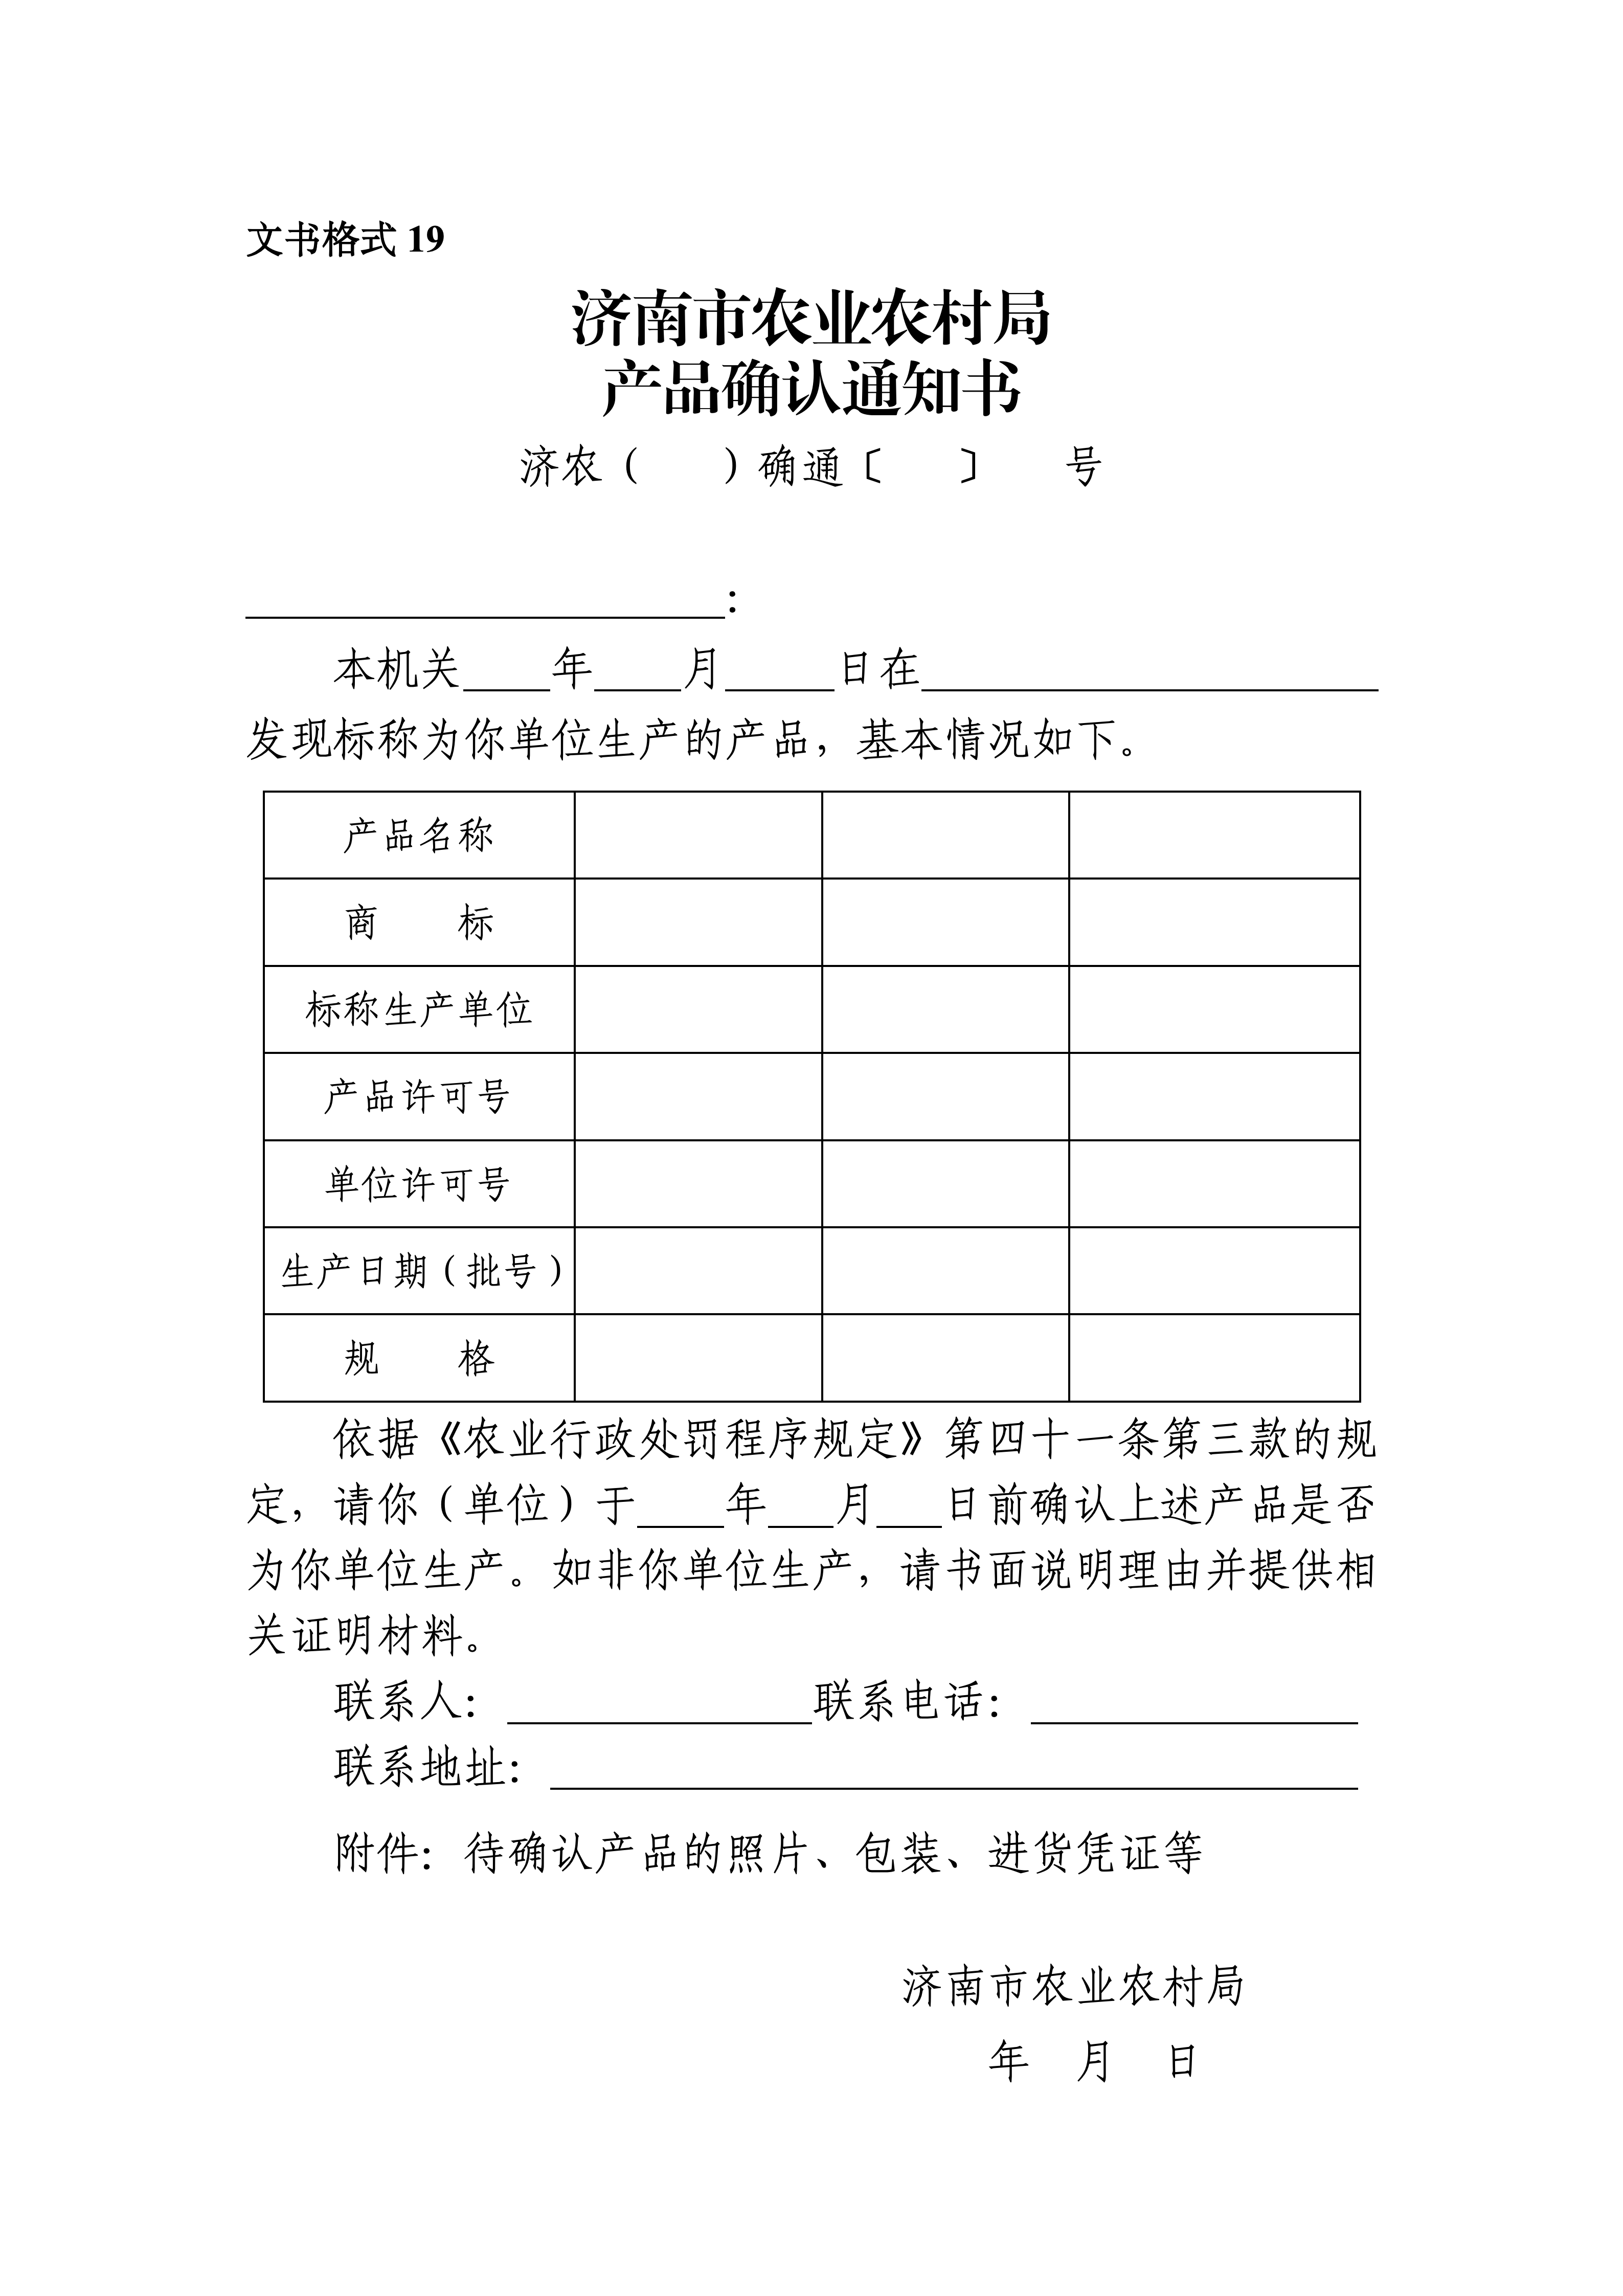 文书格式 19
济南市农业农村局
产品确认通知书
济农（　　）确通〔　　〕　　号
______________________：
本机关____年____月_____日在_____________________
发现标称为你单位生产的产品，基本情况如下。
产品名称
商　　标
标称生产单位
产品许可号
单位许可号
生产日期（批号）
规　　格
依据《农业行政处罚程序规定》第四十一条第三款的规
定，请你（单位）于____年___月___日前确认上述产品是否
为你单位生产。如非你单位生产，请书面说明理由并提供相
关证明材料。
联系人：______________联系电话：_______________
联系地址：_____________________________________
附件：待确认产品的照片、包装、进货凭证等
济南市农业农村局
年　月　日